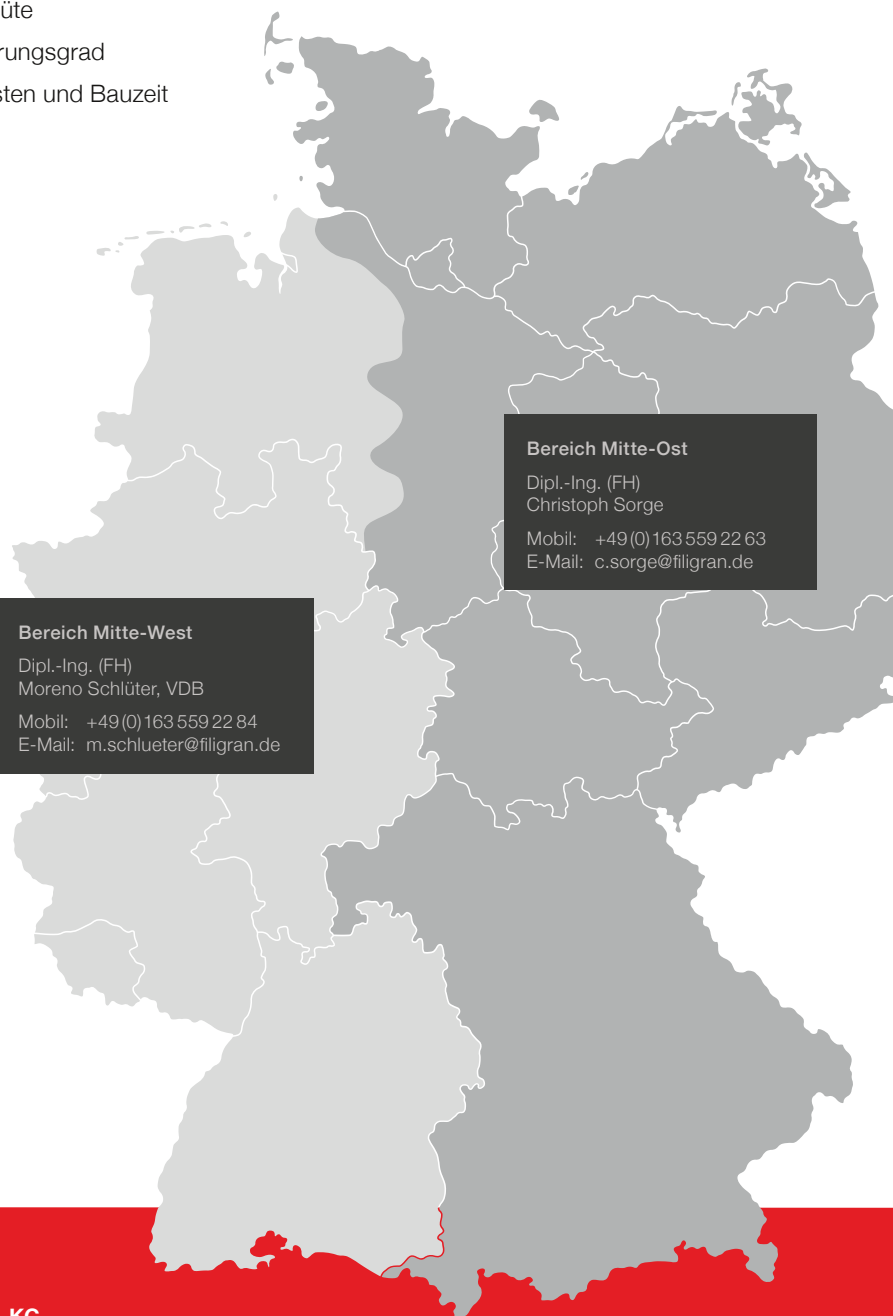 üte
rungsgrad
sten und Bauzeit
Bereich Mitte-Ost
Dipl.-Ing. (FH)
Christoph Sorge
Mobil: +49 (0) 163 559 22 63
E-Mail: c.sorge@filigran.de
Bereich Mitte-West
Dipl.-Ing. (FH)
Moreno Schlüter, VDB
Mobil: +49 (0) 163 559 22 84
E-Mail: m.schlueter@filigran.de
KG